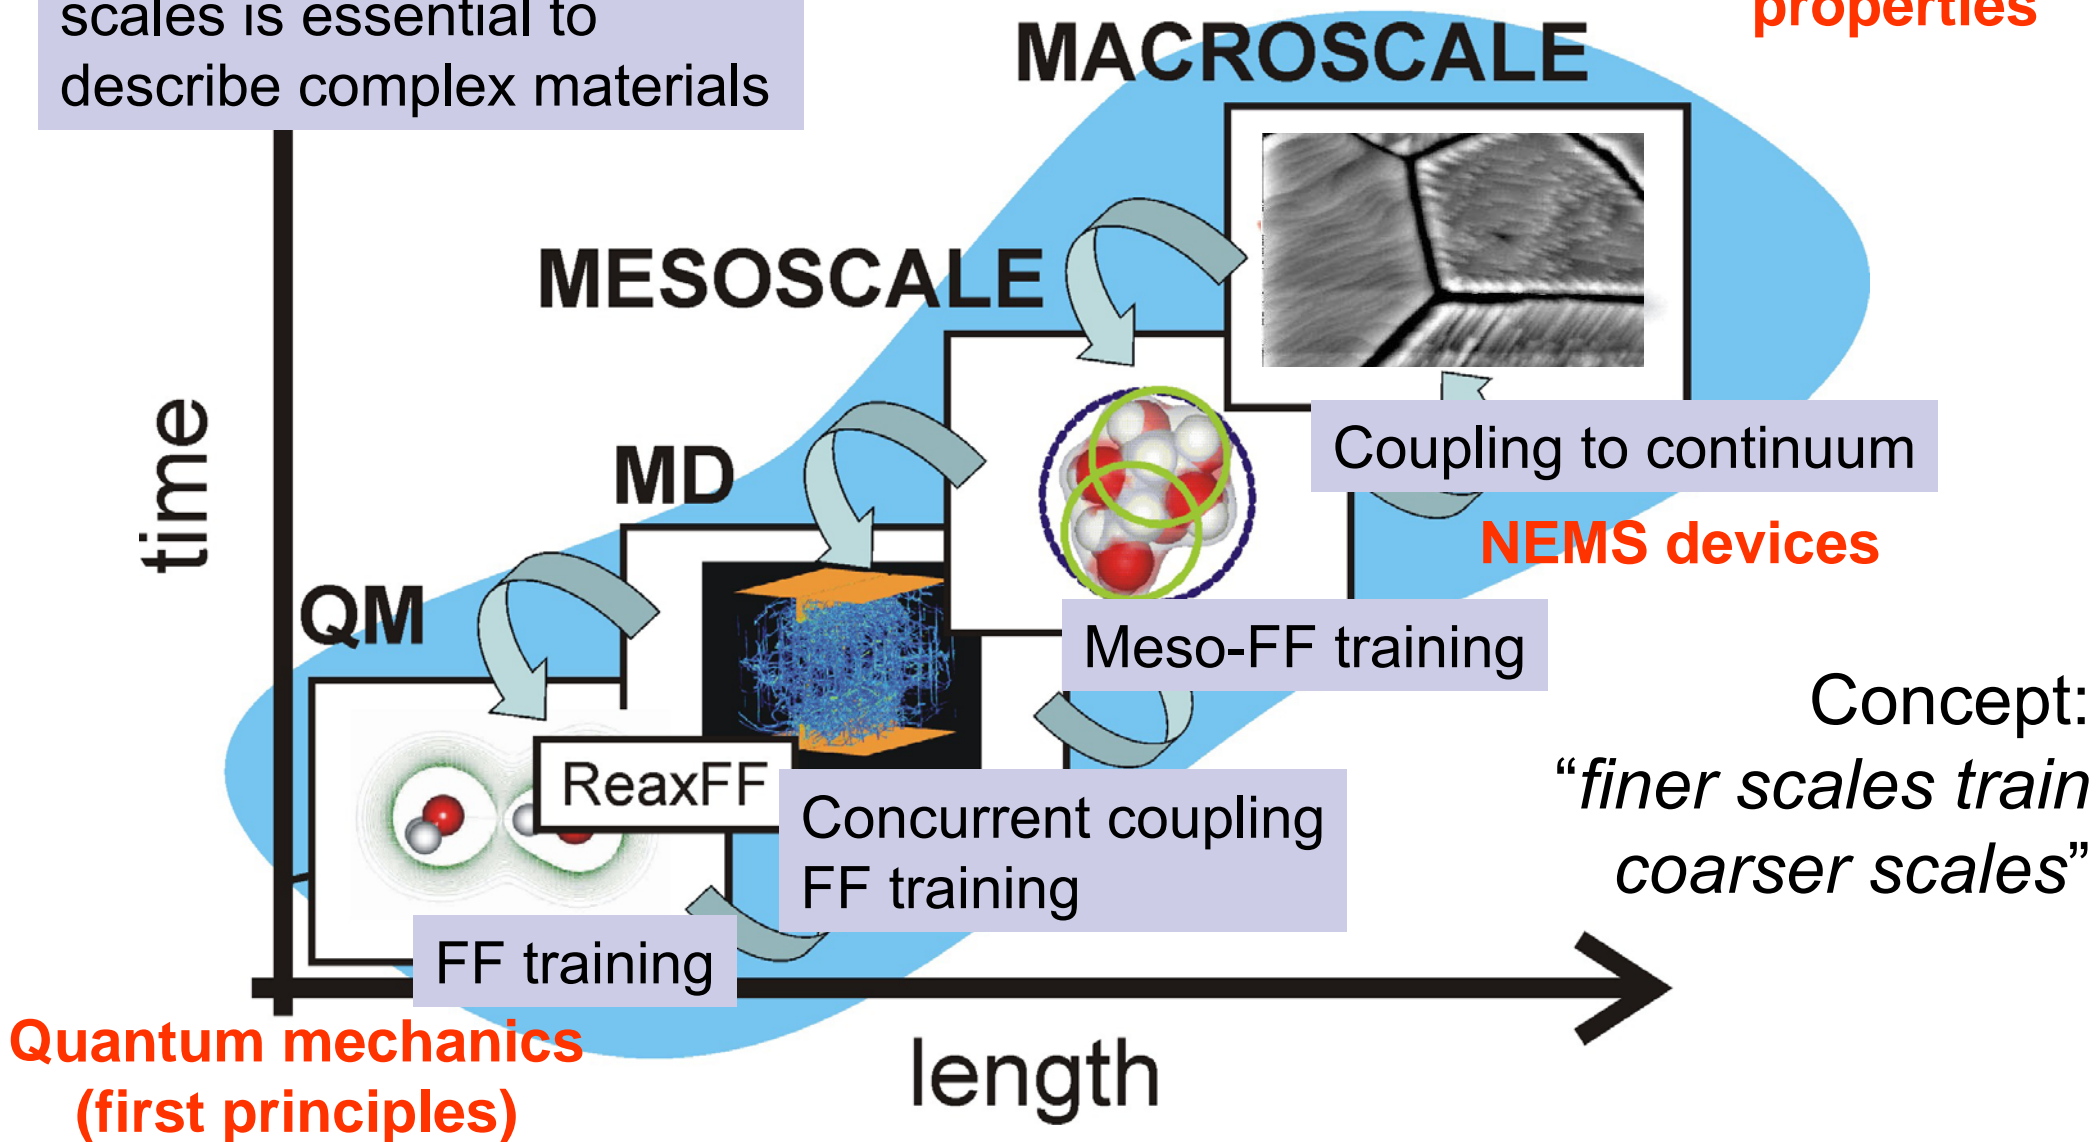 scales is essential to
describe complex materials
properties
MACROSCALE
MESOSCALE
time
MD
Coupling to continuum
NEMS devices
QM
Meso-FF training
Concept:
“finer scales train
coarser scales”
ReaxFF
Concurrent coupling
FF training
FF training
Quantum mechanics
(first principles)
length